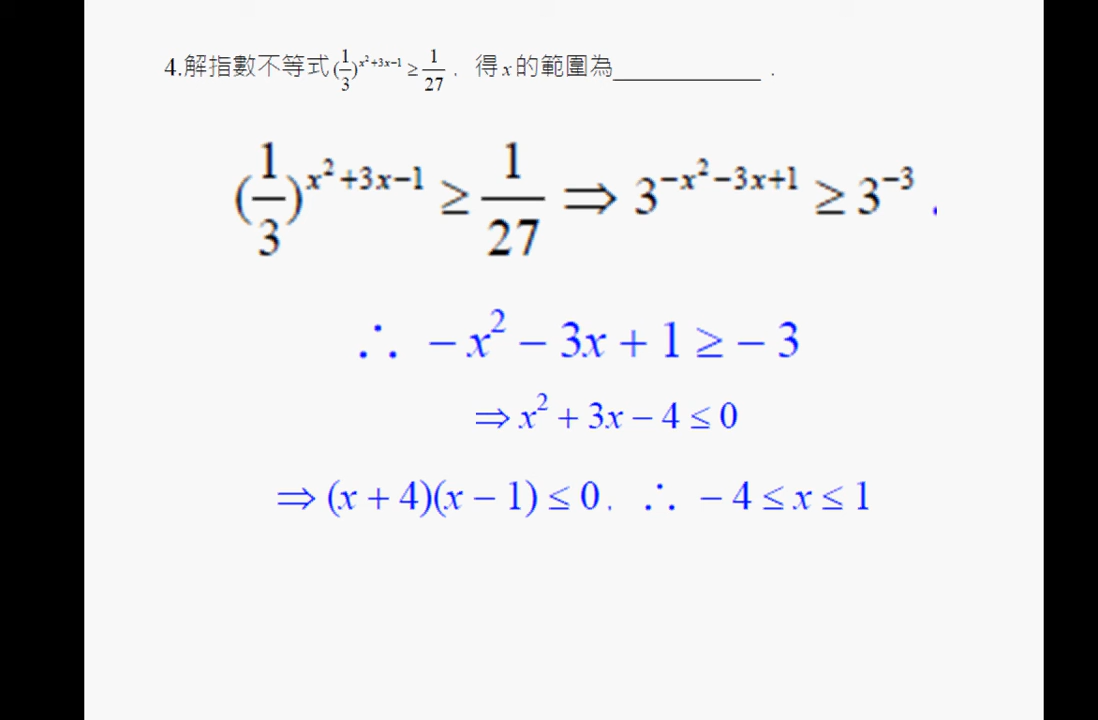 4.解指數不等式(1/3)^(x²+3x−1) ≥ 1/27．得x的範圍為____________．
(1/3)^(x²+3x−1) ≥ 1/27 ⇒ 3^(−x²−3x+1) ≥ 3^(−3) .
∴ −x² − 3x + 1 ≥ − 3
⇒ x² + 3x − 4 ≤ 0
⇒ (x + 4)(x − 1) ≤ 0． ∴ − 4 ≤ x ≤ 1